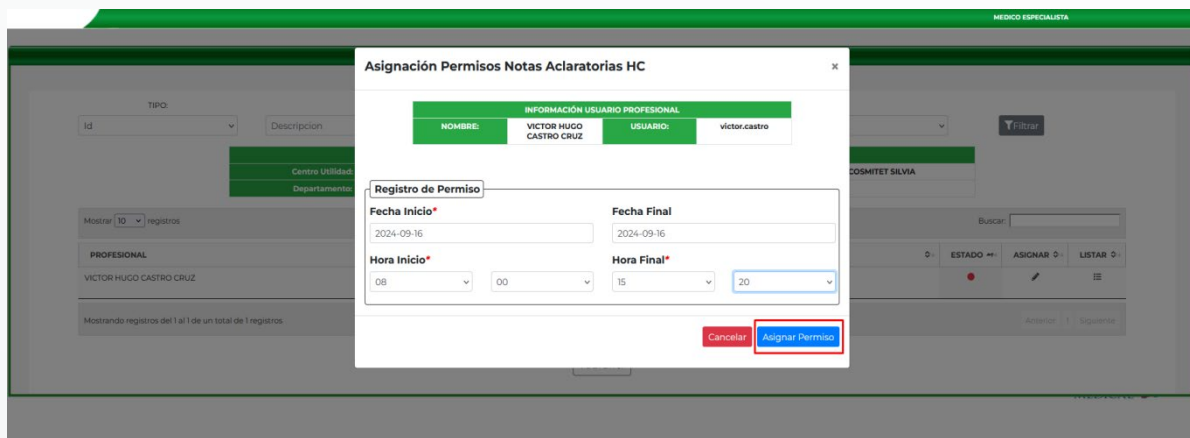 MEDICO ESPECIALISTA
Asignación Permisos Notas Aclaratorias HC ×
TIPO:
Id
Descripcion
Filtrar
INFORMACIÓN USUARIO PROFESIONAL
NOMBRE: VICTOR HUGO CASTRO CRUZ USUARIO: victor.castro
Centro Utilidad:
COSMITET SILVIA
Departamento:
Registro de Permiso
Fecha Inicio* Fecha Final
2024-09-16 2024-09-16
Hora Inicio* Hora Final*
08 00 15 20
Mostrar 10 registros
Buscar:
PROFESIONAL ESTADO ASIGNAR LISTAR
VICTOR HUGO CASTRO CRUZ
Mostrando registros del 1 al 1 de un total de 1 registros
Anterior 1 Siguiente
Cancelar Asignar Permiso